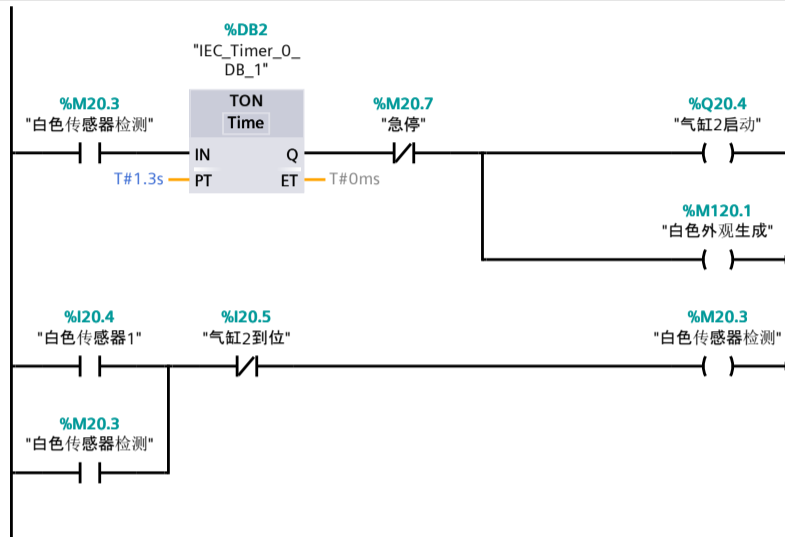 %DB2
"IEC_Timer_0_
DB_1"
%M20.3
"白色传感器检测"
TON
Time
%M20.7
"急停"
%Q20.4
"气缸2启动"
IN
Q
T#1.3s
PT
ET
T#0ms
%M120.1
"白色外观生成"
%I20.4
"白色传感器1"
%I20.5
"气缸2到位"
%M20.3
"白色传感器检测"
%M20.3
"白色传感器检测"